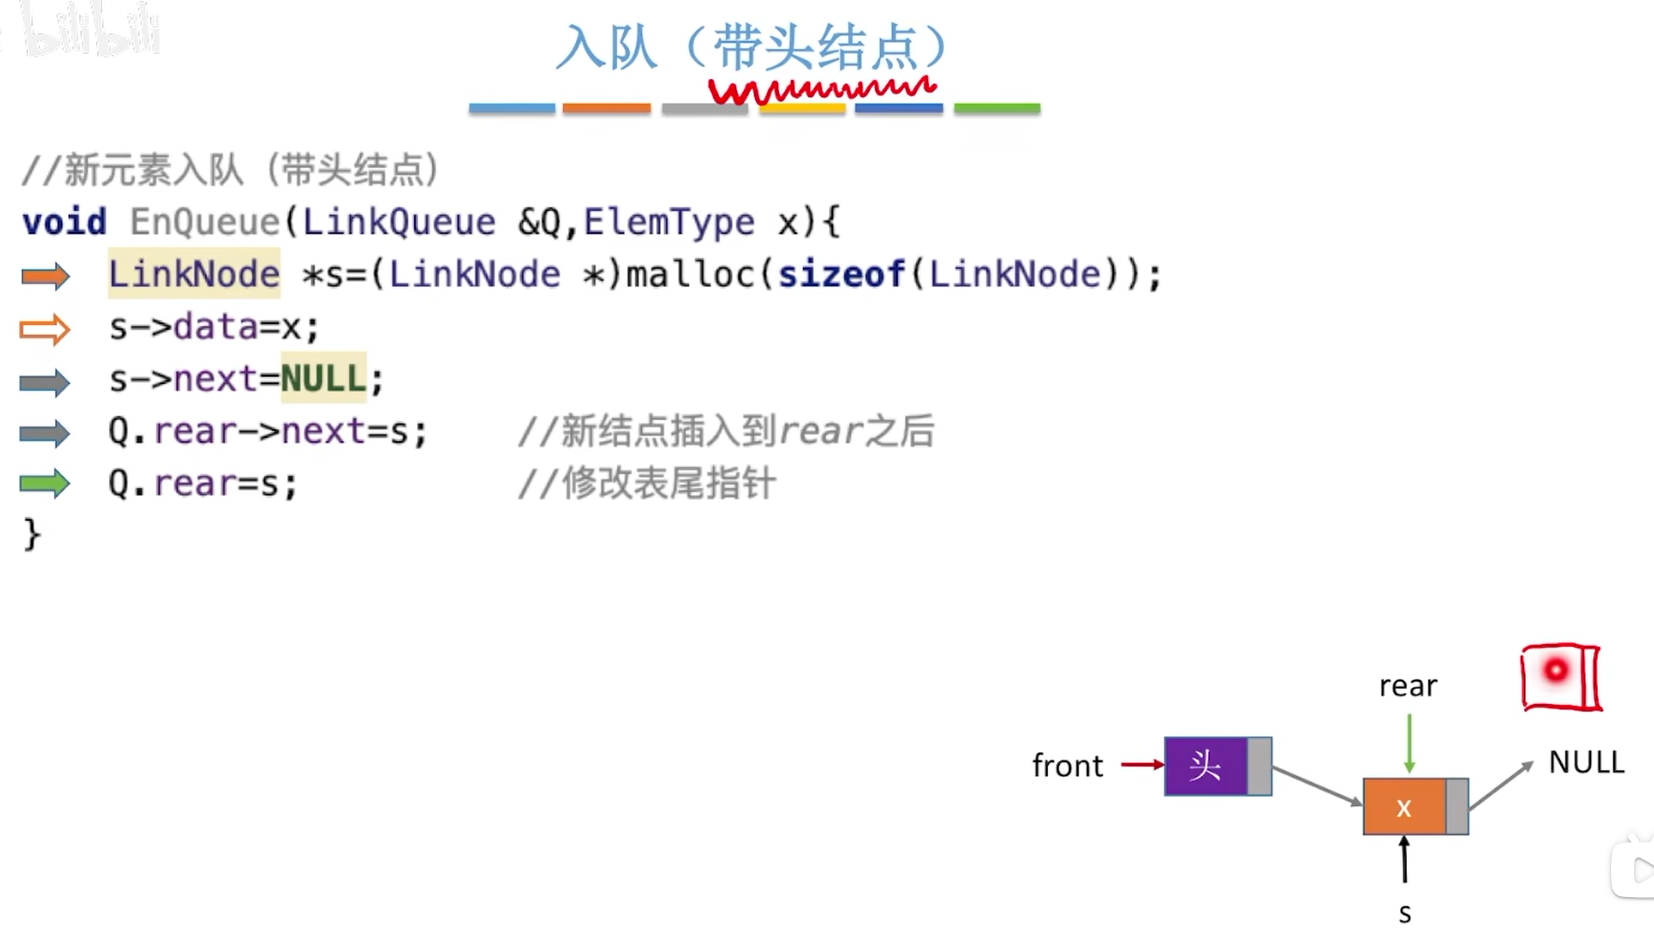 bilibili
入队（带头结点）
//新元素入队（带头结点）
void EnQueue(LinkQueue &Q,ElemType x){
LinkNode *s=(LinkNode *)malloc(sizeof(LinkNode));
s->data=x;
s->next=NULL;
Q.rear->next=s; //新结点插入到rear之后
Q.rear=s; //修改表尾指针
}
rear
front
头
NULL
x
s